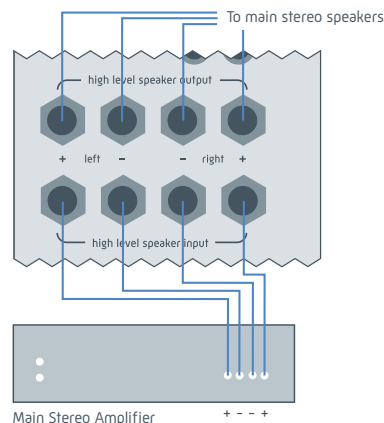 To main stereo speakers
high level speaker output
+ left - - right +
high level speaker input
+ - - +
Main Stereo Amplifier